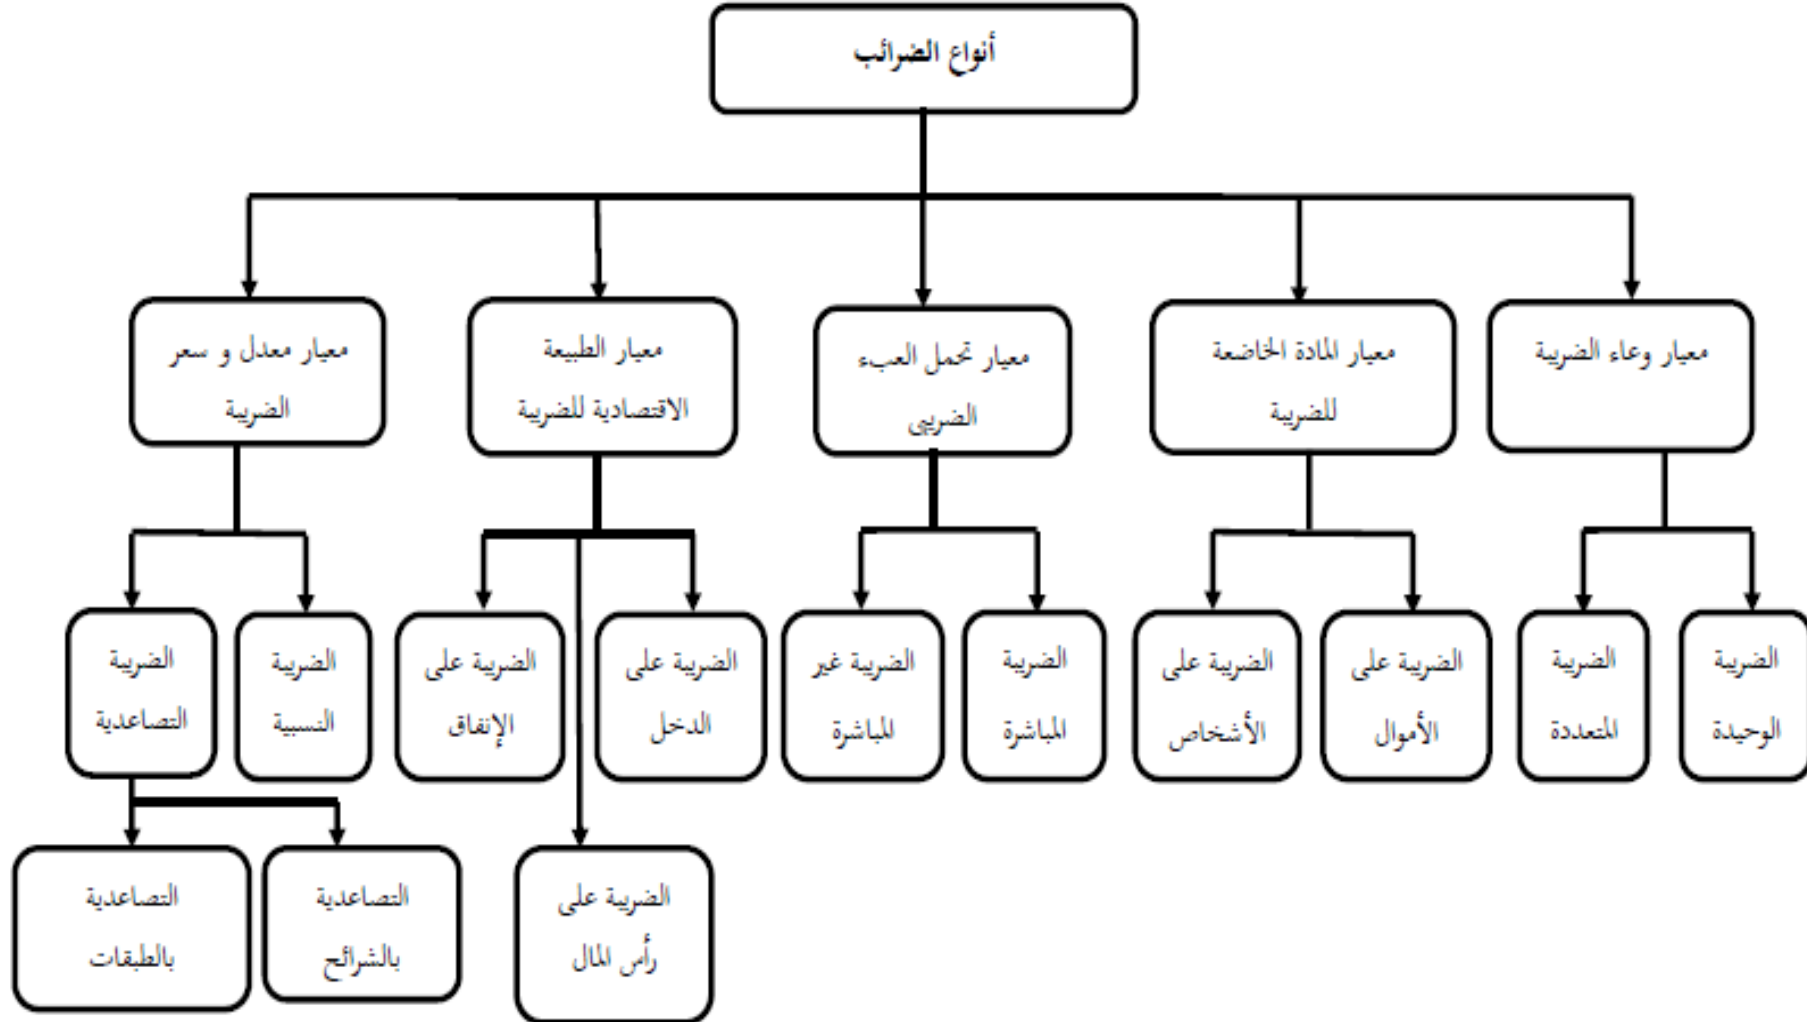 أنواع الضرائب
معيار وعاء الضريبة
معيار المادة الخاضعة
للضريبة
معيار تحمل العبء
الضريبي
معيار الطبيعة
الاقتصادية للضريبة
معيار معدل و سعر
الضريبة
الضريبة
الوحيدة
الضريبة
المتعددة
الضريبة على
الأموال
الضريبة على
الأشخاص
الضريبة
المباشرة
الضريبة غير
المباشرة
الضريبة على
الدخل
الضريبة على
الإنفاق
الضريبة
النسبية
الضريبة
التصاعدية
الضريبة على
رأس المال
التصاعدية
بالشرائح
التصاعدية
بالطبقات